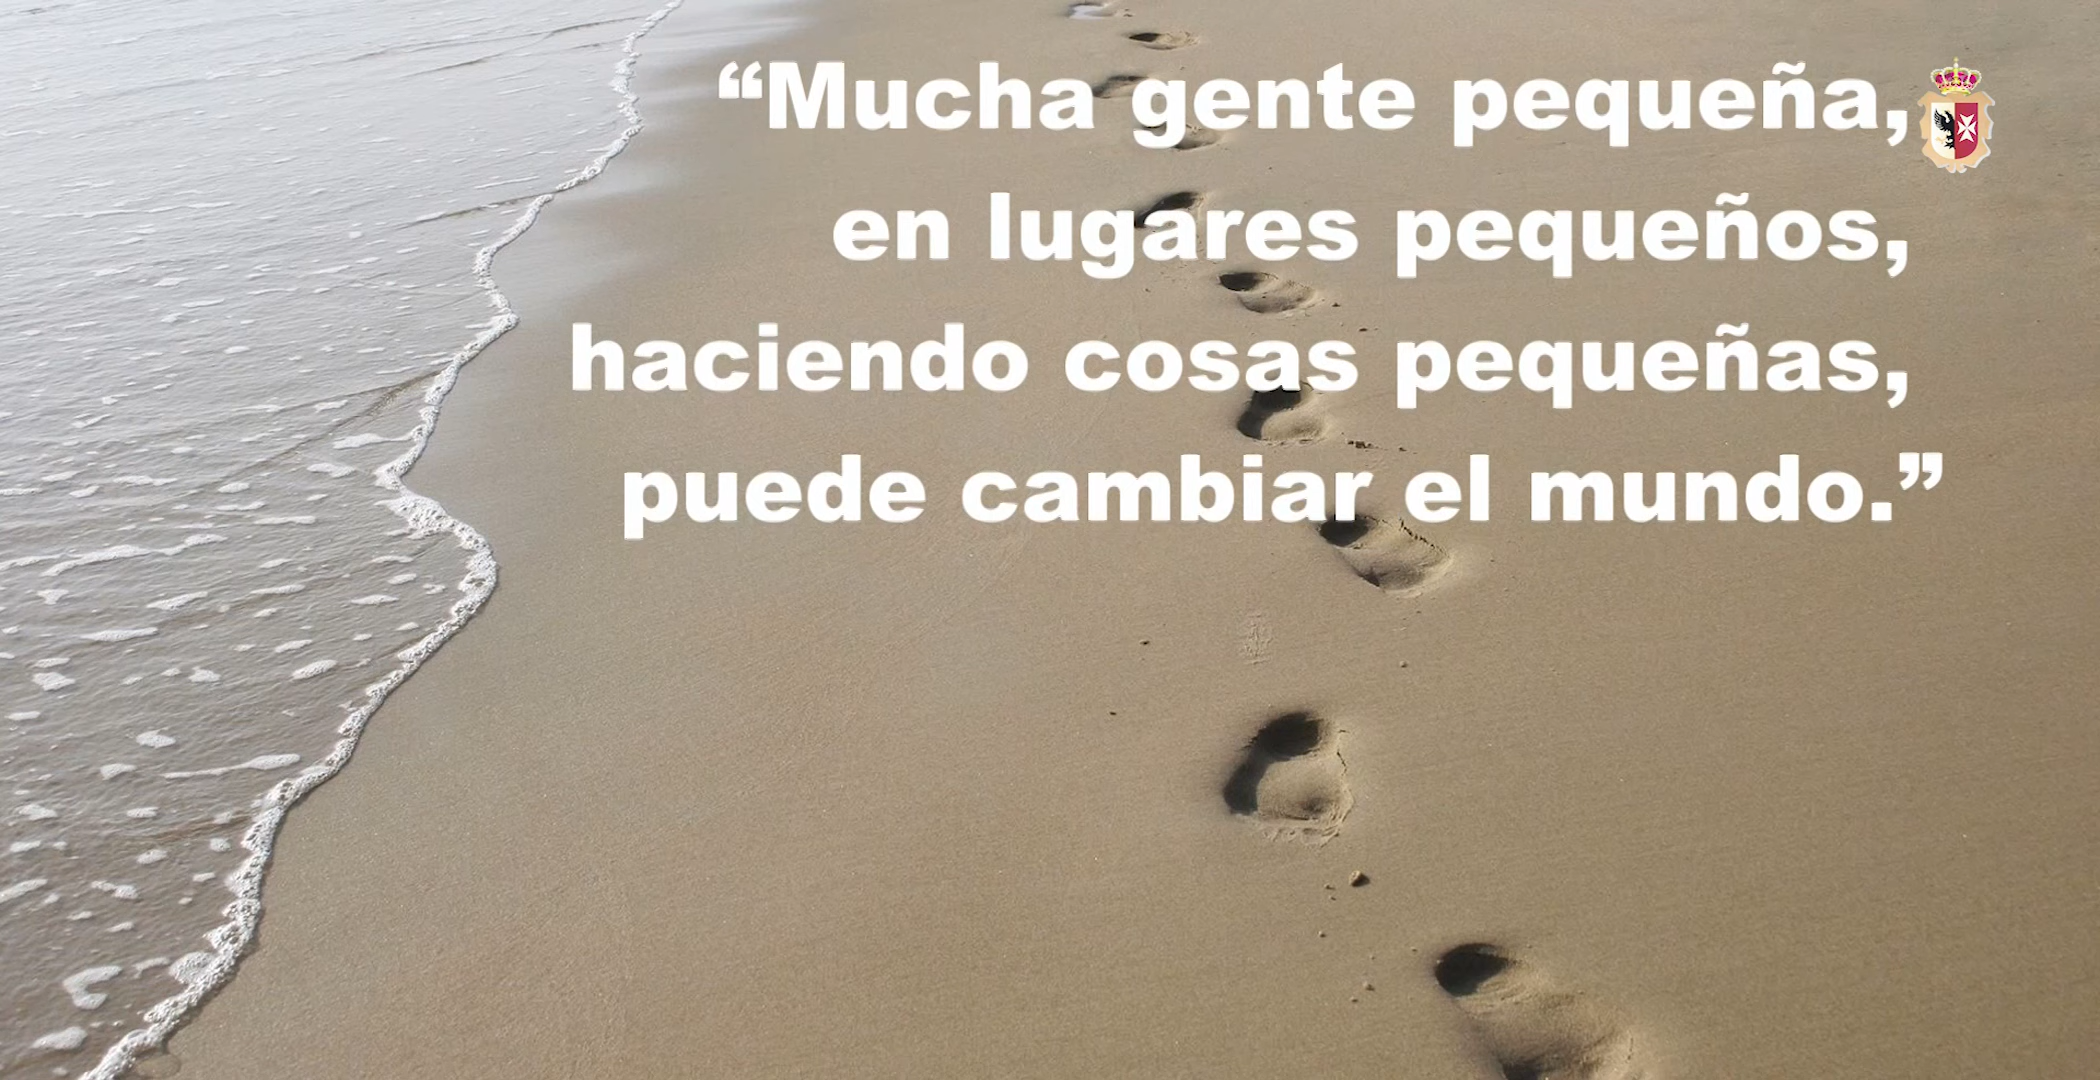 “Mucha gente pequeña,
en lugares pequeños,
haciendo cosas pequeñas,
puede cambiar el mundo.”